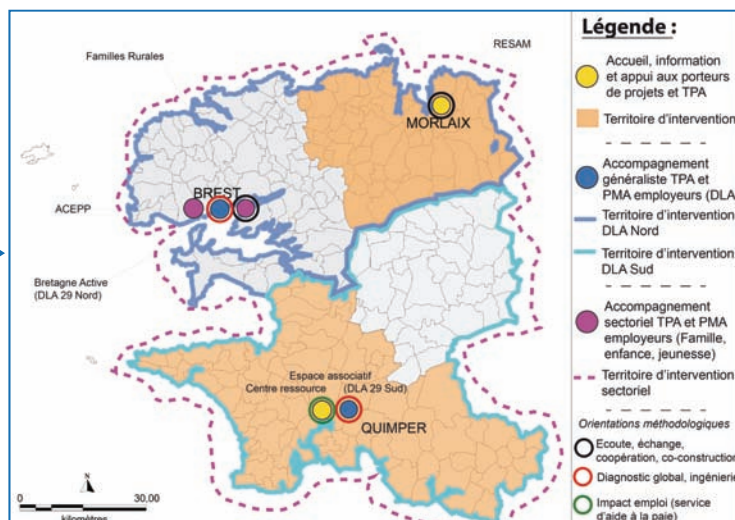 Familles Rurales
RESAM
MORLAIX
BREST
ACEPP
Bretagne Active
(DLA 29 Nord)
Espace associatif
Centre ressource
(DLA 29 Sud)
QUIMPER
N
0
30,00
kilomètres
Légende :
Accueil, information
et appui aux porteurs
de projets et TPA
Territoire d'intervention
Accompagnement
généraliste TPA et
PMA employeurs (DLA
Territoire d'intervention
DLA Nord
Territoire d'intervention
DLA Sud
Accompagnement
sectoriel TPA et PMA
employeurs (Famille,
enfance, jeunesse)
Territoire d'intervention
sectoriel
Orientations méthodologiques
Ecoute, échange,
coopération, co-construction
Diagnostic global, ingénierie
Impact emploi (service
d'aide à la paie)